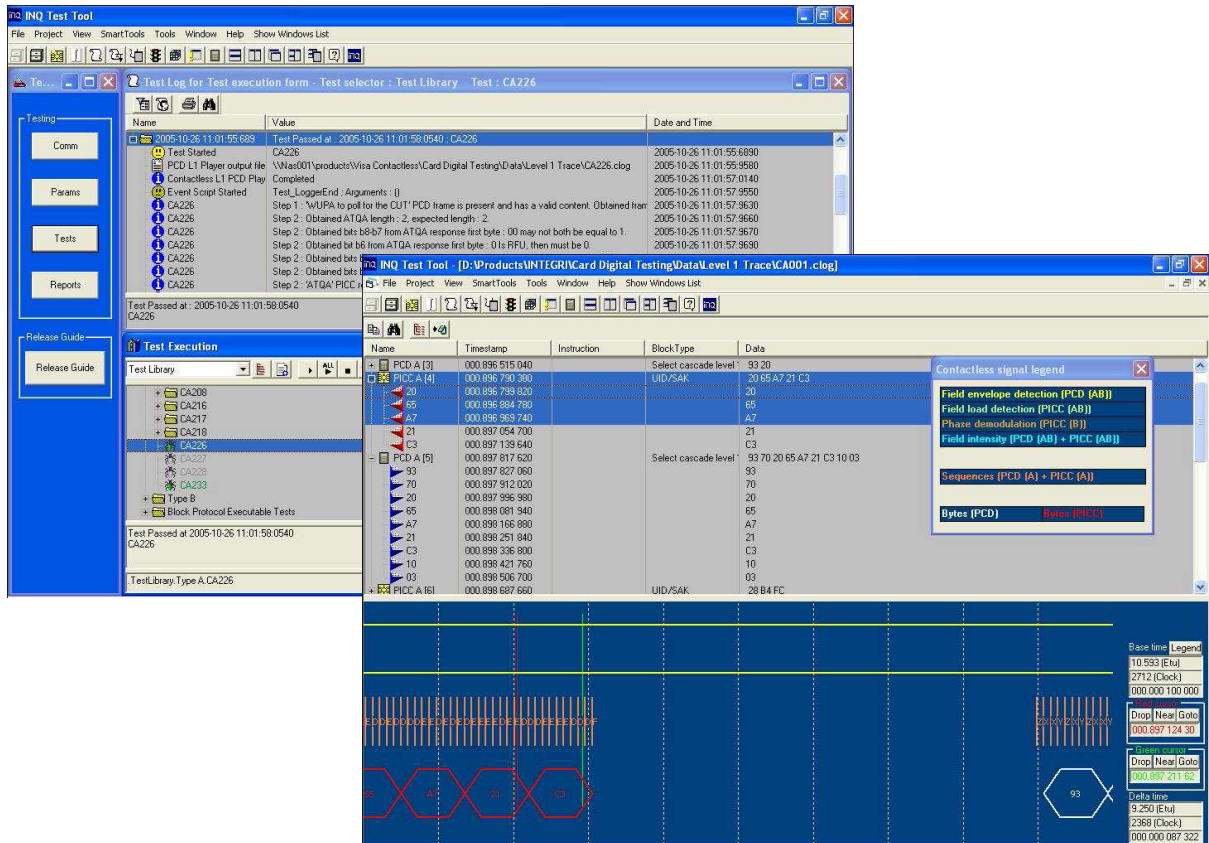 INQ Test Tool
File Project View SmartTools Tools Window Help Show Windows List
Te...
Testing
Comm
Params
Tests
Reports
Release Guide
Release Guide
Test Log for Test execution form - Test selector : Test Library Test : CA226
Name Value Date and Time
2005-10-26 11:01:55:689 Test Passed at : 2005-10-26 11:01:58:0540 ; CA226
Test Started CA226 2005-10-26 11:01:55:6890
PCD L1 Player output file \\Nas001\products\Visa Contactless\Card Digital Testing\Data\Level 1 Trace\CA226.clog 2005-10-26 11:01:55:9580
Contactless L1 PCD Play Completed 2005-10-26 11:01:57:0140
Event Script Started Test_LoggerEnd ; Arguments : () 2005-10-26 11:01:57:9550
CA226 Step 1 : 'WUPA to poll for the CUT' PCD frame is present and has a valid content. Obtained fram 2005-10-26 11:01:57:9630
CA226 Step 2 : Obtained ATQA length : 2, expected length : 2. 2005-10-26 11:01:57:9660
CA226 Step 2 : Obtained bits b8-b7 from ATQA response first byte : 00 may not both be equal to 1. 2005-10-26 11:01:57:9670
CA226 Step 2 : Obtained bit b6 from ATQA response first byte : 0 Is RFU, then must be 0. 2005-10-26 11:01:57:9690
CA226 Step 2 : Obtained bits b
CA226 Step 2 : Obtained bits b
CA226 Step 2 : 'ATQA' PICC r
Test Passed at : 2005-10-26 11:01:58:0540
CA226
Test Execution
Test Library
ALL
CA208
CA216
CA217
CA218
CA226
CA227
CA228
CA233
Type B
Block Protocol Executable Tests
Test Passed at 2005-10-26 11:01:58:0540
CA226
.TestLibrary.Type A.CA226
INQ Test Tool - [D:\Products\INTEGRI\Card Digital Testing\Data\Level 1 Trace\CA001.clog]
File Project View SmartTools Tools Window Help Show Windows List
Name Timestamp Instruction BlockType Data
PCD A [3] 000.896 515 040 Select cascade level 93 20
PICC A [4] 000.896 790 380 UID/SAK 20 65 A7 21 C3
20 000.896 799 820 20
65 000.896 884 780 65
A7 000.896 969 740 A7
21 000.897 054 700 21
C3 000.897 139 640 C3
PCD A [5] 000.897 817 620 Select cascade level 93 70 20 65 A7 21 C3 10 03
93 000.897 827 060 93
70 000.897 912 020 70
20 000.897 996 980 20
65 000.898 081 940 65
A7 000.898 166 880 A7
21 000.898 251 840 21
C3 000.898 336 800 C3
10 000.898 421 760 10
03 000.898 506 700 03
PICC A [6] 000.898 687 660 UID/SAK 28 B4 FC
Contactless signal legend
Field envelope detection (PCD (AB))
Field load detection (PICC (AB))
Phase demodulation (PICC (B))
Field intensity (PCD (AB) + PICC (AB))
Sequences (PCD (A) + PICC (A))
Bytes (PCD) Bytes (PICC)
65 A7 21 C3 93
Base time Legend
10.593 (Etu)
2712 (Clock)
000.000 100 000
Red cursor
Drop Near Goto
000.897 124 30
Green cursor
Drop Near Goto
000.897 211 62
Delta time
9.250 (Etu)
2368 (Clock)
000.000 087 322